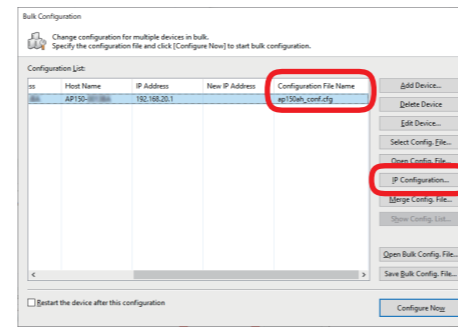 Bulk Configuration
Change configuration for multiple devices in bulk.
Specify the configuration file and click [Configure Now] to start bulk configuration.
Configuration List:
ss Host Name IP Address New IP Address Configuration File Name
AP150- 192.168.20.1 ap150ah_conf.cfg
Add Device...
Delete Device
Edit Device...
Select Config. File...
Open Config. File...
IP Configuration...
Merge Config. File...
Show Config. List...
Open Bulk Config. File...
Save Bulk Config. File...
Restart the device after this configuration
Configure Now